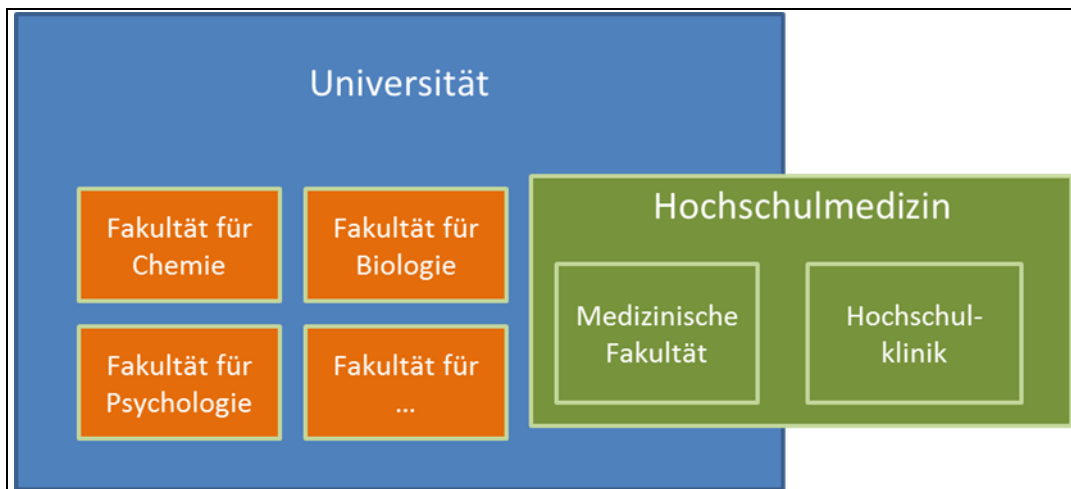 Universität
Fakultät für
Chemie
Fakultät für
Biologie
Hochschulmedizin
Medizinische
Fakultät
Hochschul-
klinik
Fakultät für
Psychologie
Fakultät für
...